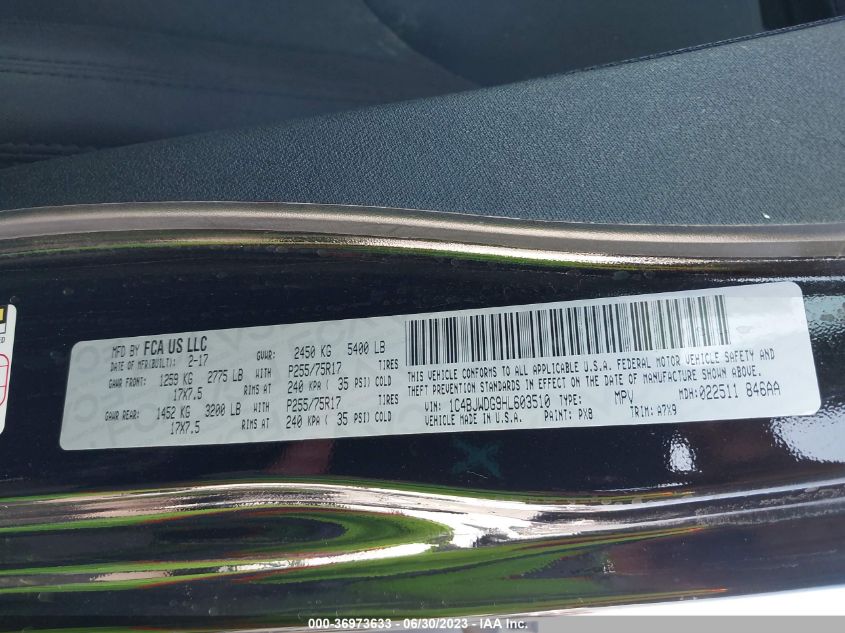 MFD BY FCA US LLC
DATE OF MFR(BUILT): 2-17
GVWR: 2450 KG 5400 LB
GAWR FRONT: 1259 KG 2775 LB WITH P255/75R17 TIRES
17X7.5 RIMS AT 240 KPA ( 35 PSI) COLD
GAWR REAR: 1452 KG 3200 LB WITH P255/75R17 TIRES
17X7.5 RIMS AT 240 KPA ( 35 PSI) COLD
THIS VEHICLE CONFORMS TO ALL APPLICABLE U.S.A. FEDERAL MOTOR VEHICLE SAFETY AND
THEFT PREVENTION STANDARDS IN EFFECT ON THE DATE OF MANUFACTURE SHOWN ABOVE.
VIN: 1C4BJWDG9HL603510 TYPE: MPV MDH: 022511 846AA
VEHICLE MADE IN U.S.A. PAINT: PX8 TRIM: A7X9
100 - 36973633 - 06/30/2023 - IAA Inc.